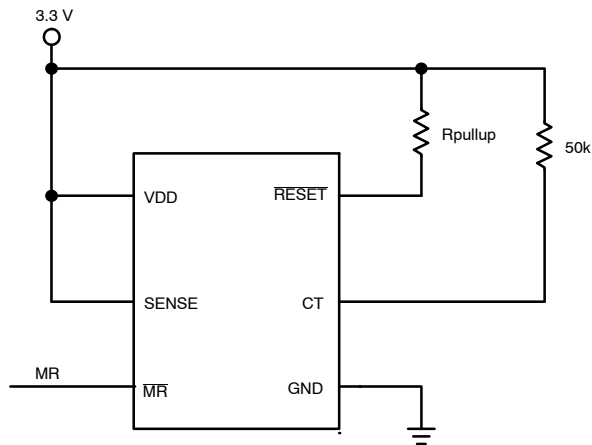 3.3 V
Rpullup
50k
VDD
RESET
SENSE
CT
MR
MR
GND